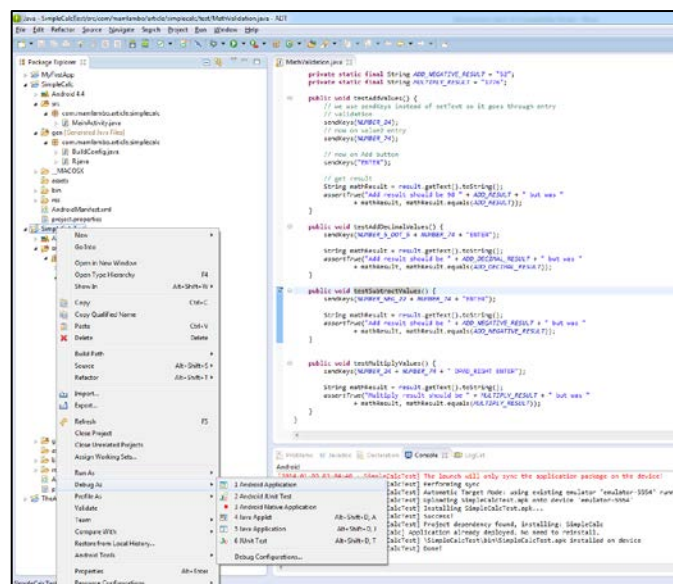 Java - SimpleCalcTest/src/com/mamlambo/article/simplecalc/test/MathValidation.java - ADT
File Edit Refactor Source Navigate Search Project Run Window Help
Package Explorer
MyFirstApp
SimpleCalc
Android 4.4
src
com.mamlambo.article.simplecalc
MainActivity.java
gen [Generated Java Files]
com.mamlambo.article.simplecalc
BuildConfig.java
R.java
__MACOSX
assets
bin
res
AndroidManifest.xml
project.properties
New
Go Into
Open in New Window
Open Type Hierarchy F4
Show In Alt+Shift+W
Copy Ctrl+C
Copy Qualified Name
Paste Ctrl+V
Delete Delete
Build Path
Source Alt+Shift+S
Refactor Alt+Shift+T
Import...
Export...
Refresh F5
Close Project
Close Unrelated Projects
Assign Working Sets...
Run As
Debug As
Profile As
Validate
Team
Compare With
Restore from Local History...
Android Tools
Properties Alt+Enter
Resource Configurations
1 Android Application
2 Android JUnit Test
3 Android Native Application
4 Java Applet Alt+Shift+D, A
5 Java Application Alt+Shift+D, J
6 JUnit Test Alt+Shift+D, T
Debug Configurations...
MathValidation.java
private static final String ADD_NEGATIVE_RESULT = "52";
private static final String MULTIPLY_RESULT = "1776";
public void testAddValues() {
// we use sendKeys instead of setText so it goes through entry
// validation
sendKeys(NUMBER_24);
// now on value2 entry
sendKeys(NUMBER_74);
// now on Add button
sendKeys("ENTER");
// get result
String mathResult = result.getText().toString();
assertTrue("Add result should be 98 " + ADD_RESULT + " but was "
+ mathResult, mathResult.equals(ADD_RESULT));
}
public void testAddDecimalValues() {
sendKeys(NUMBER_5_DOT_5 + NUMBER_74 + "ENTER");
String mathResult = result.getText().toString();
assertTrue("Add result should be " + ADD_DECIMAL_RESULT + " but was "
+ mathResult, mathResult.equals(ADD_DECIMAL_RESULT));
}
public void testSubtractValues() {
sendKeys(NUMBER_NEG_22 + NUMBER_74 + "ENTER");
String mathResult = result.getText().toString();
assertTrue("Add result should be " + ADD_NEGATIVE_RESULT + " but was "
+ mathResult, mathResult.equals(ADD_NEGATIVE_RESULT));
}
public void testMultiplyValues() {
sendKeys(NUMBER_24 + NUMBER_74 + " DPAD_RIGHT ENTER");
String mathResult = result.getText().toString();
assertTrue("Multiply result should be " + MULTIPLY_RESULT + " but was "
+ mathResult, mathResult.equals(MULTIPLY_RESULT));
}
}
Problems Javadoc Declaration Console LogCat
Android
SimpleCalcTest] The launch will only sync the application package on the device!
Performing sync
Automatic Target Mode: using existing emulator 'emulator-5554'
Uploading SimpleCalcTest.apk onto device 'emulator-5554'
Installing SimpleCalcTest.apk...
Success!
Project dependency found, installing: SimpleCalc
Application already deployed. No need to reinstall.
\SimpleCalcTest\bin\SimpleCalcTest.apk installed on device
Done!